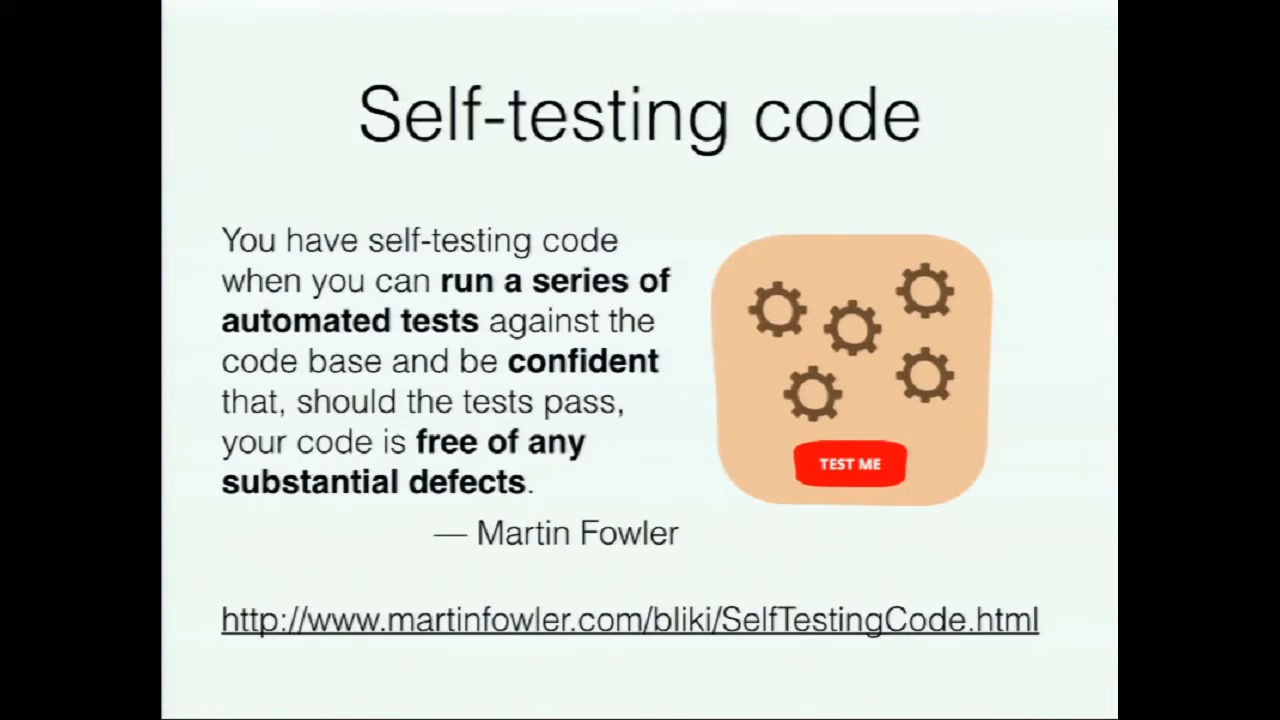 Self-testing code
You have self-testing code
when you can run a series of
automated tests against the
code base and be confident
that, should the tests pass,
your code is free of any
substantial defects.
— Martin Fowler
TEST ME
http://www.martinfowler.com/bliki/SelfTestingCode.html